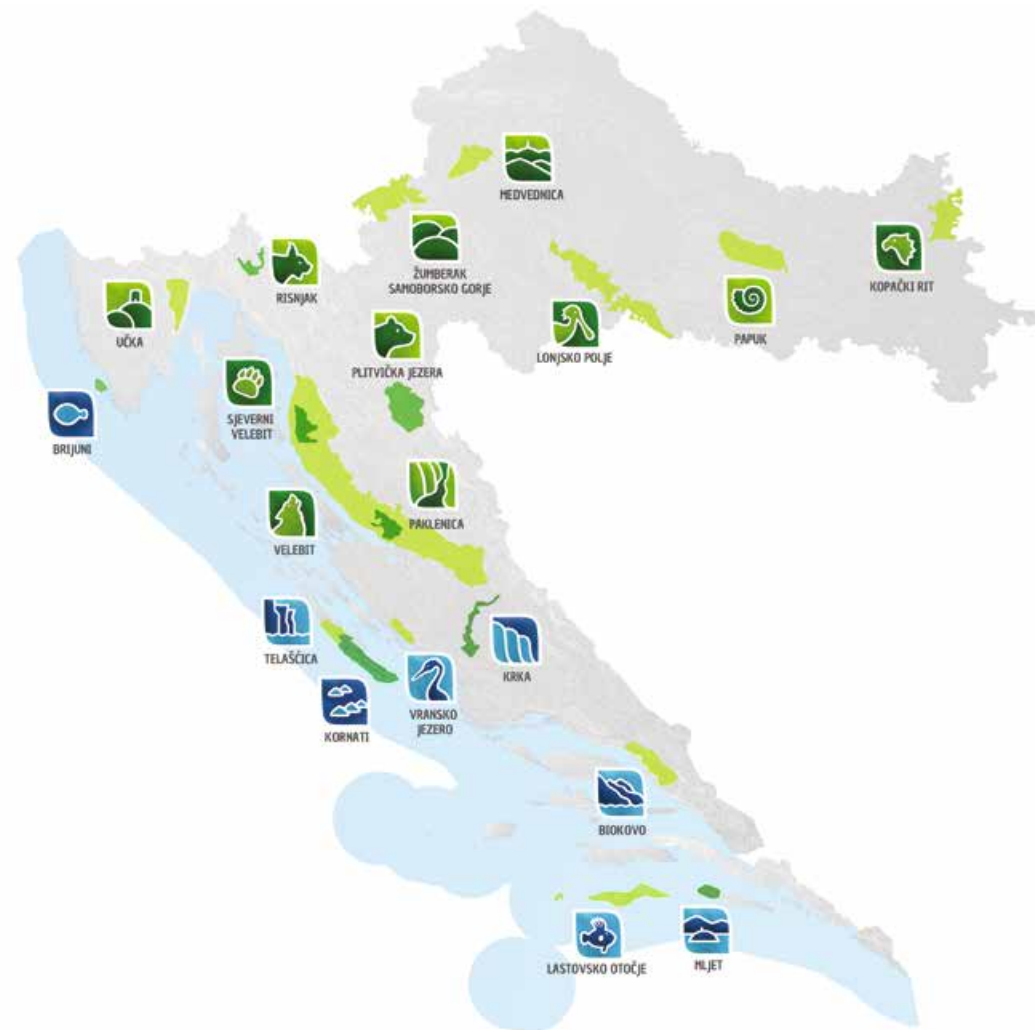 MEDVEDNICA
ŽUMBERAK
SAMOBORSKO GORJE
KOPAČKI RIT
RISNJAK
UČKA
PLITVIČKA JEZERA
LONJSKO POLJE
PAPUK
SJEVERNI
VELEBIT
BRIJUNI
PAKLENICA
VELEBIT
TELAŠĆICA
KRKA
VRANSKO
JEZERO
KORNATI
BIOKOVO
LASTOVSKO OTOČJE
MLJET